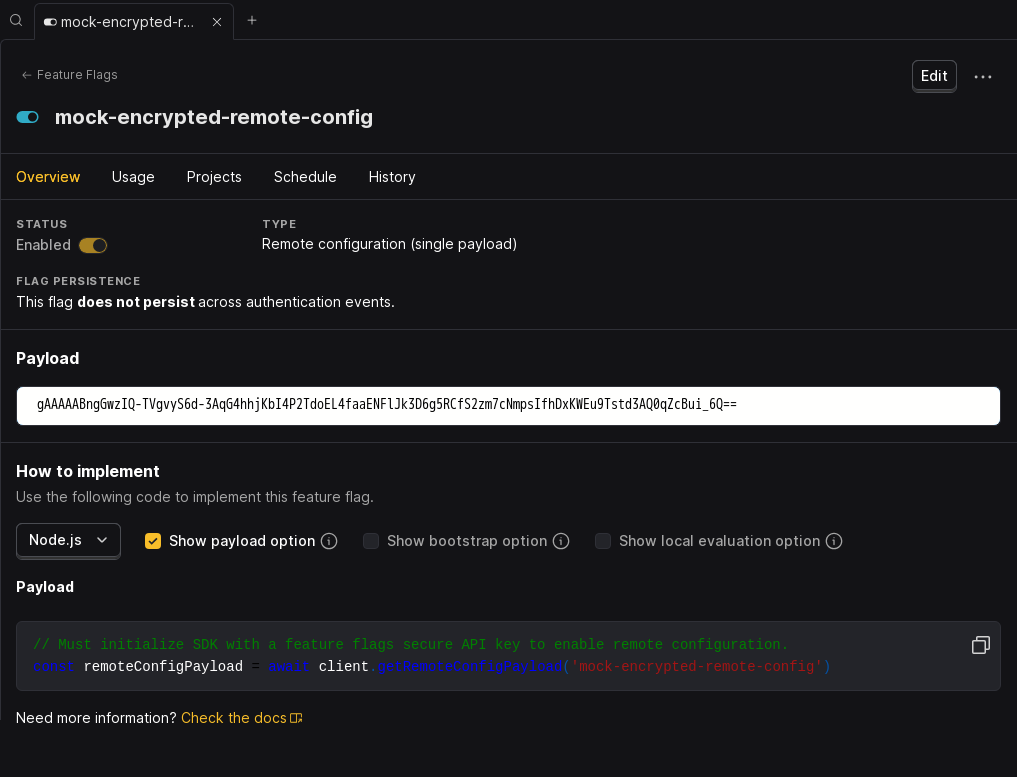 mock-encrypted-r...
Feature Flags
Edit
mock-encrypted-remote-config
Overview Usage Projects Schedule History
STATUS TYPE
Enabled Remote configuration (single payload)
FLAG PERSISTENCE
This flag does not persist across authentication events.
Payload
gAAAAABngGwzIQ-TVgvyS6d-3AqG4hhjKbI4P2TdoEL4faaENFlJk3D6g5RCfS2zm7cNmpsIfhDxKWEu9Tstd3AQ0qZcBui_6Q==
How to implement
Use the following code to implement this feature flag.
Node.js Show payload option Show bootstrap option Show local evaluation option
Payload
// Must initialize SDK with a feature flags secure API key to enable remote configuration.
const remoteConfigPayload = await client.getRemoteConfigPayload('mock-encrypted-remote-config')
Need more information? Check the docs